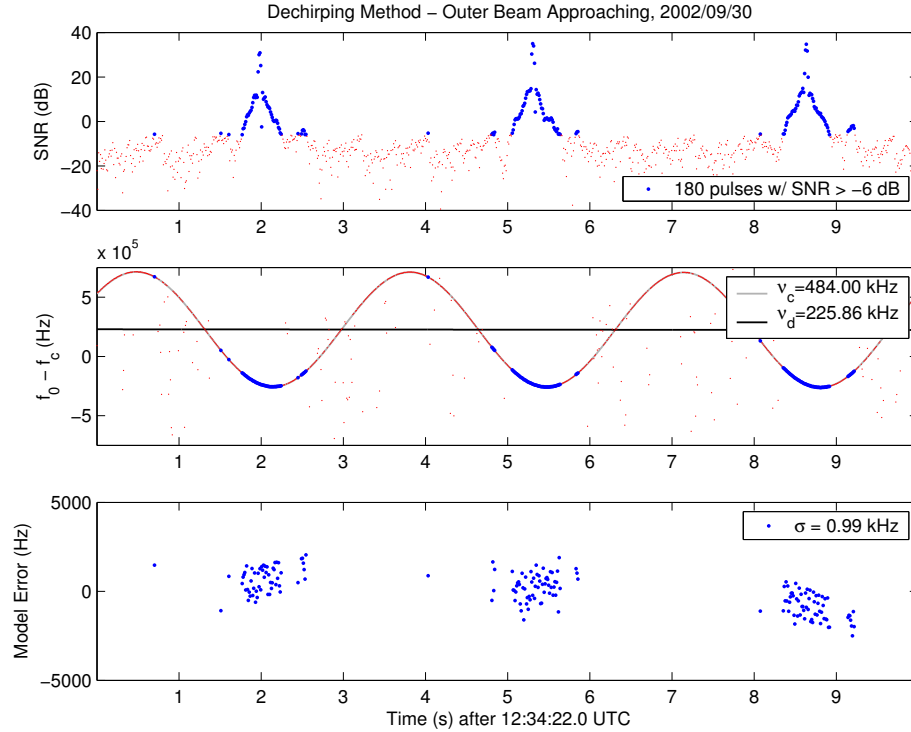 Dechirping Method − Outer Beam Approaching, 2002/09/30
SNR (dB)
40
20
0
−20
−40
180 pulses w/ SNR > −6 dB
1 2 3 4 5 6 7 8 9
x 10⁵
f₀ − f_c (Hz)
5
0
−5
ν_c=484.00 kHz
ν_d=225.86 kHz
1 2 3 4 5 6 7 8 9
Model Error (Hz)
5000
0
−5000
σ = 0.99 kHz
1 2 3 4 5 6 7 8 9
Time (s) after 12:34:22.0 UTC